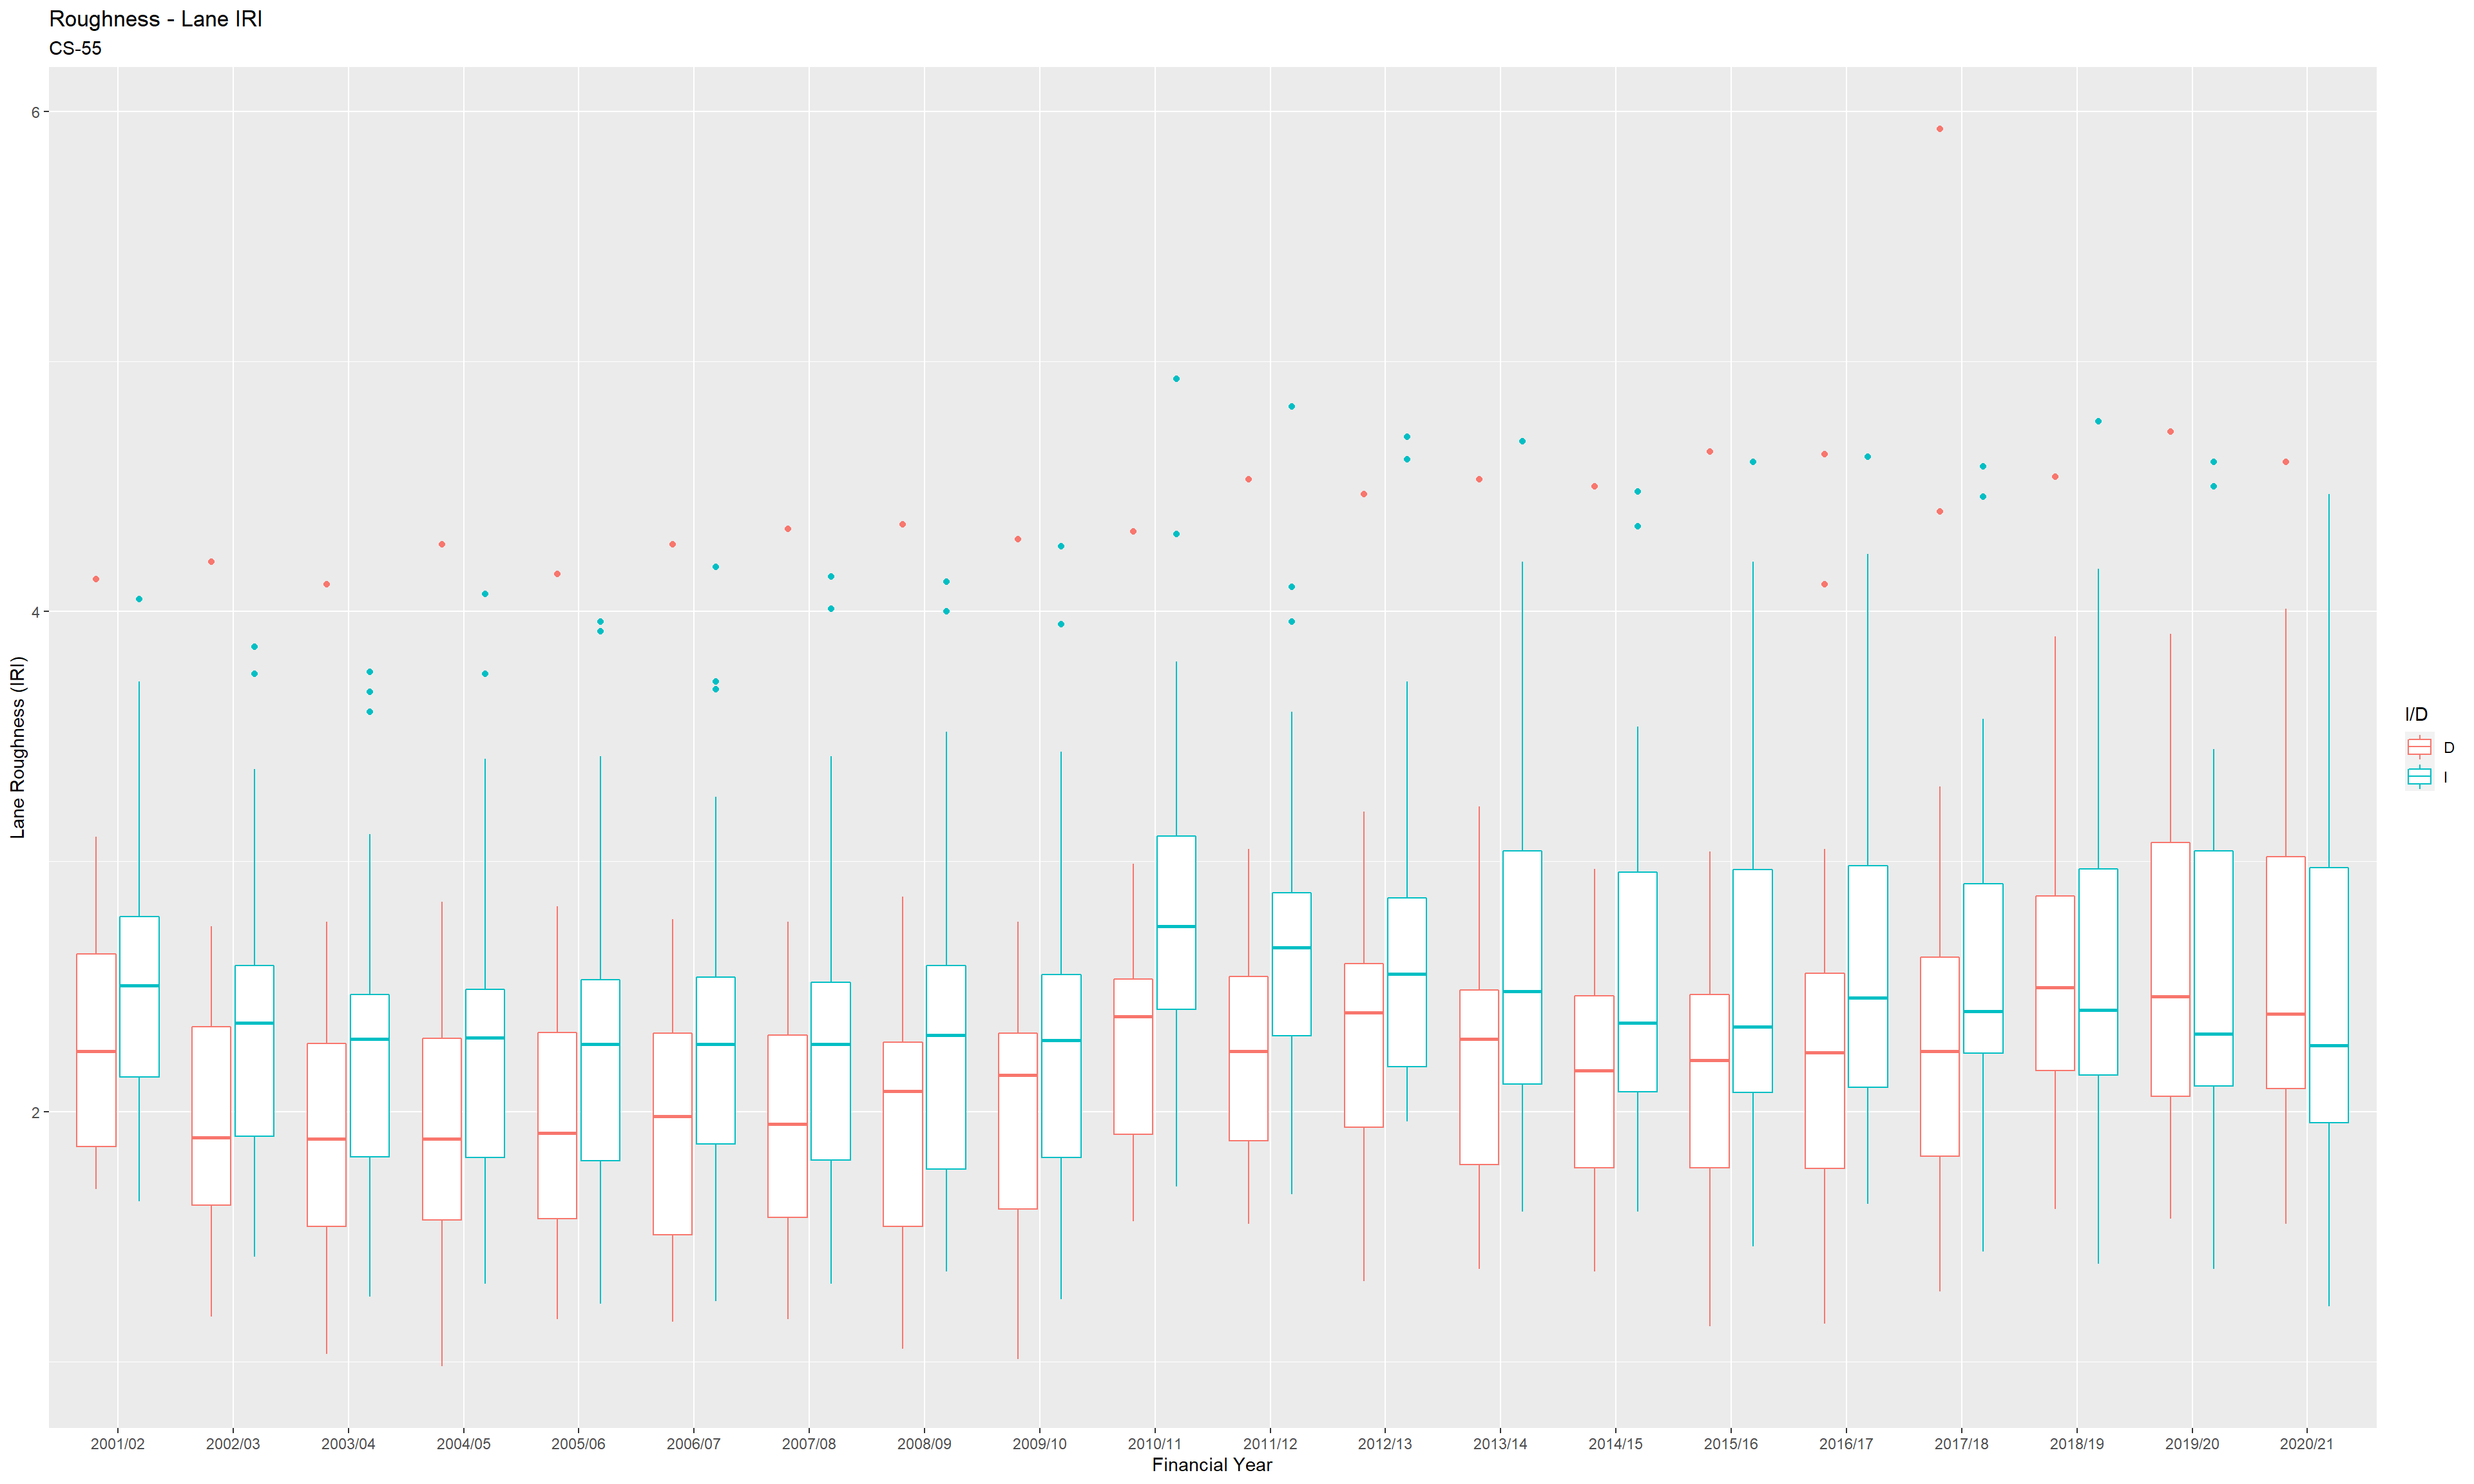 Roughness - Lane IRI
CS-55
6
4
2
Lane Roughness (IRI)
2001/02 2002/03 2003/04 2004/05 2005/06 2006/07 2007/08 2008/09 2009/10 2010/11 2011/12 2012/13 2013/14 2014/15 2015/16 2016/17 2017/18 2018/19 2019/20 2020/21
Financial Year
I/D
D
I